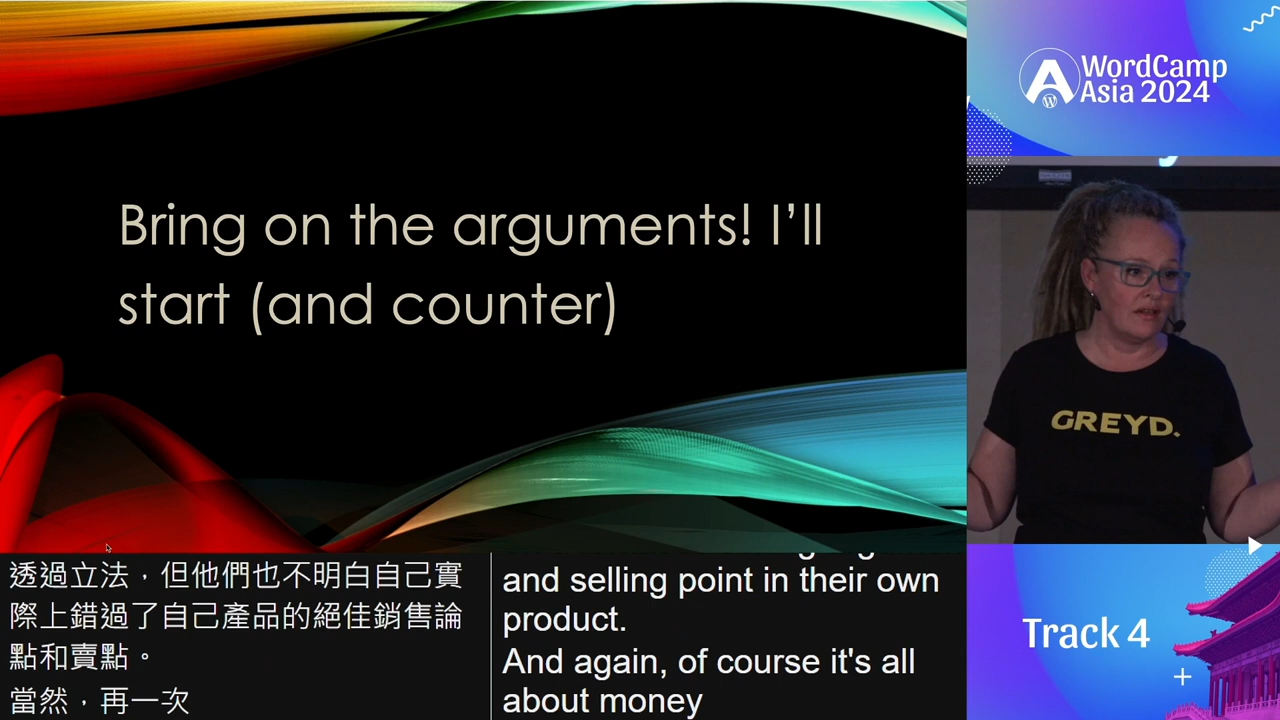 Bring on the arguments! I’ll
start (and counter)
透過立法，但他們也不明白自己實
際上錯過了自己產品的絕佳銷售論
點和賣點。
當然，再一次
and selling point in their own
product.
And again, of course it's all
about money
WordCamp
Asia 2024
GREYD.
Track 4